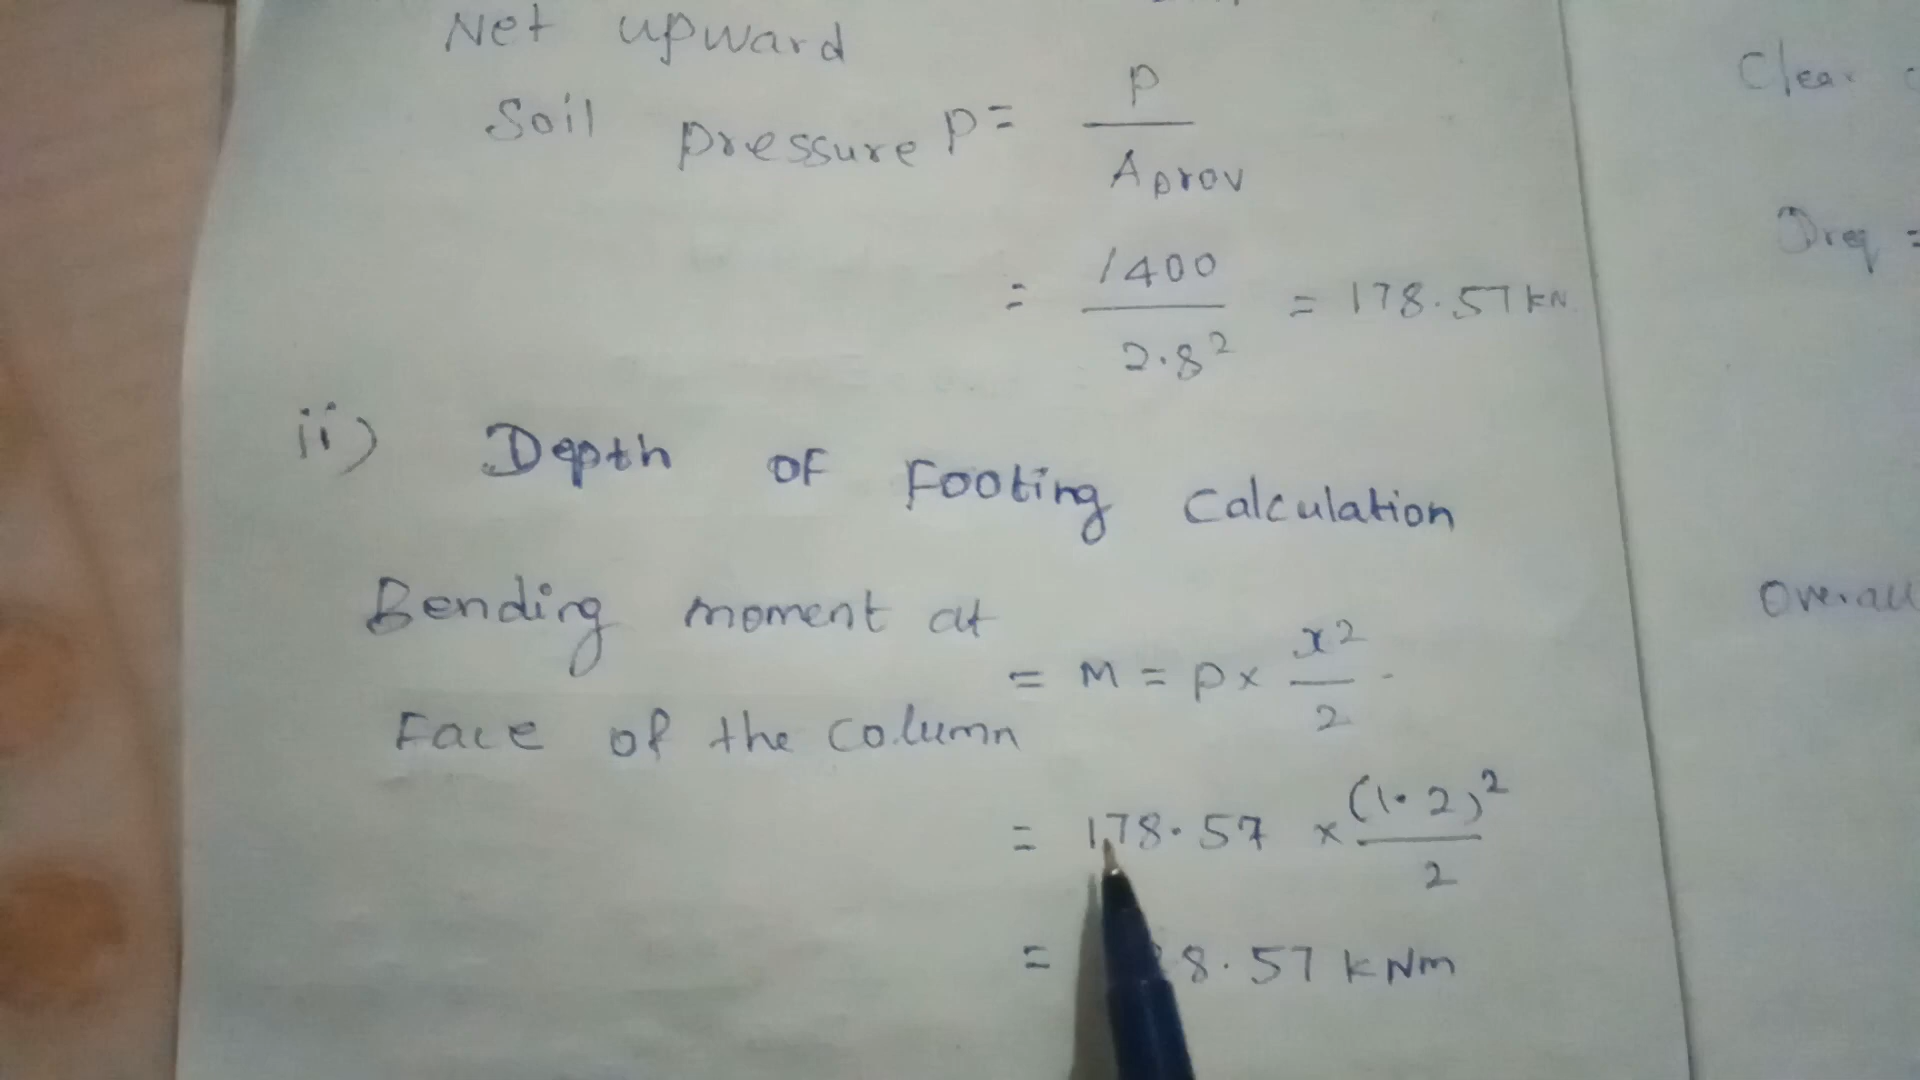 Net upward
Soil pressure P = P
Aprov
= 1400
2.8² = 178.57 kN
ii) Depth of Footing Calculation
Bending moment at
Face of the column = M = P x x²
2
= 178.57 x (1.2)²
2
= 8.57 kNm
Clear
Dreq =
Overall